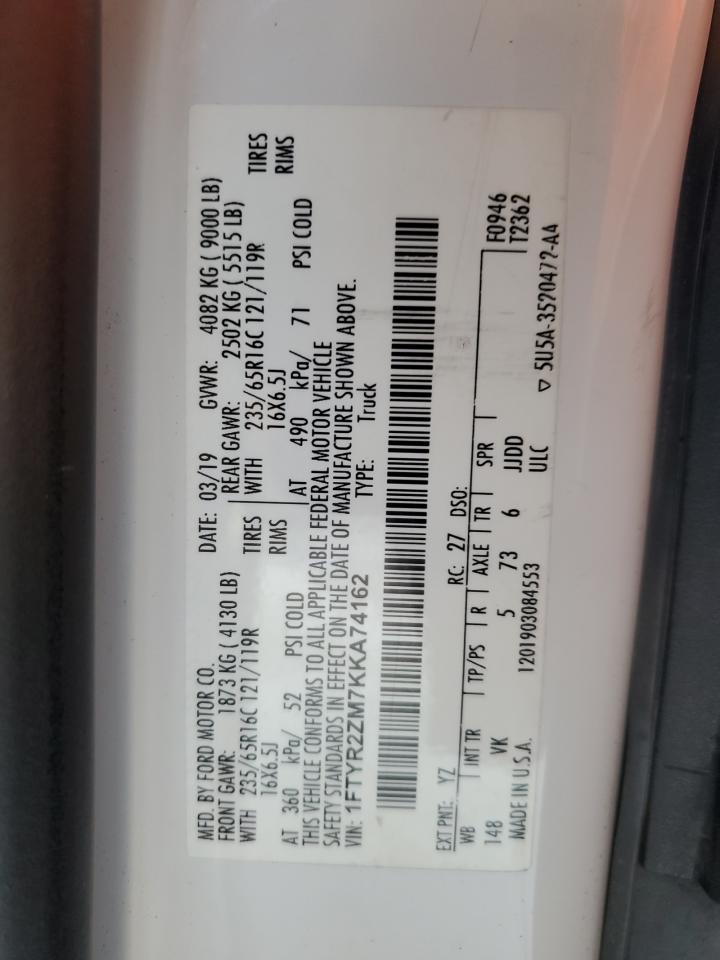 MFD. BY FORD MOTOR CO.
DATE: 03/19 GVWR: 4082 KG ( 9000 LB)
FRONT GAWR: 1873 KG ( 4130 LB) REAR GAWR: 2502 KG ( 5515 LB)
WITH 235/65R16C 121/119R TIRES WITH 235/65R16C 121/119R TIRES
16X6.5J RIMS 16X6.5J RIMS
AT 360 kPa/ 52 PSI COLD AT 490 kPa/ 71 PSI COLD
THIS VEHICLE CONFORMS TO ALL APPLICABLE FEDERAL MOTOR VEHICLE
SAFETY STANDARDS IN EFFECT ON THE DATE OF MANUFACTURE SHOWN ABOVE.
VIN: 1FTYR2ZM7KKA74162 TYPE: Truck
EXT PNT: YZ RC: 27 DSO:
WB INT TR TP/PS R AXLE TR SPR F0946
148 VK 5 73 6 JJDD T2362
MADE IN U.S.A. 1201903084553 ULC
▽ 5U5A-3520472-AA